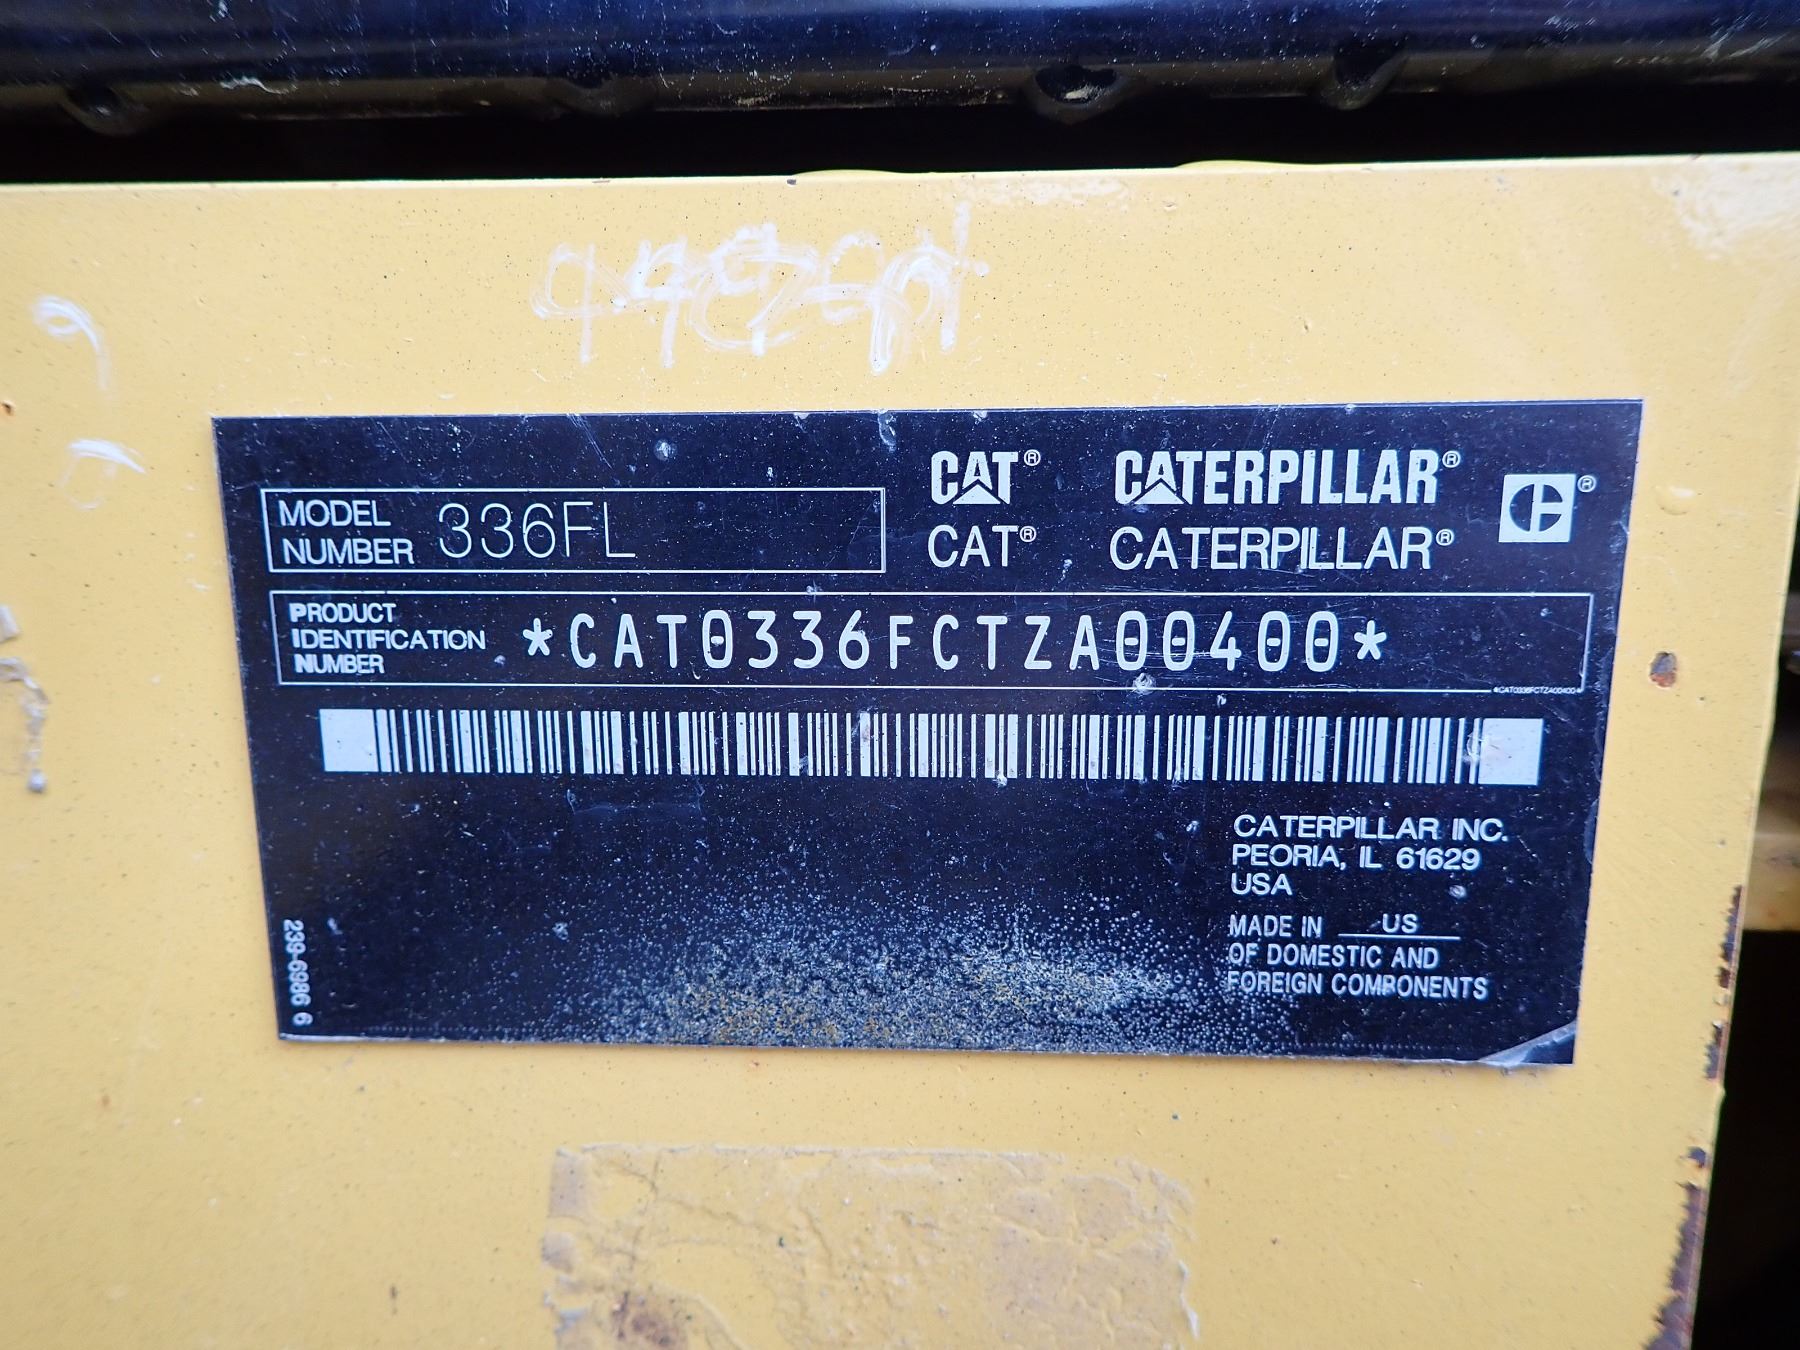 MODEL NUMBER 336FL
CAT® CATERPILLAR®
CAT® CATERPILLAR®
PRODUCT IDENTIFICATION NUMBER *CAT0336FCTZA00400*
*CAT0336FCTZA00400*
CATERPILLAR INC.
PEORIA, IL 61629
USA
MADE IN US
OF DOMESTIC AND
FOREIGN COMPONENTS
239-6986 6